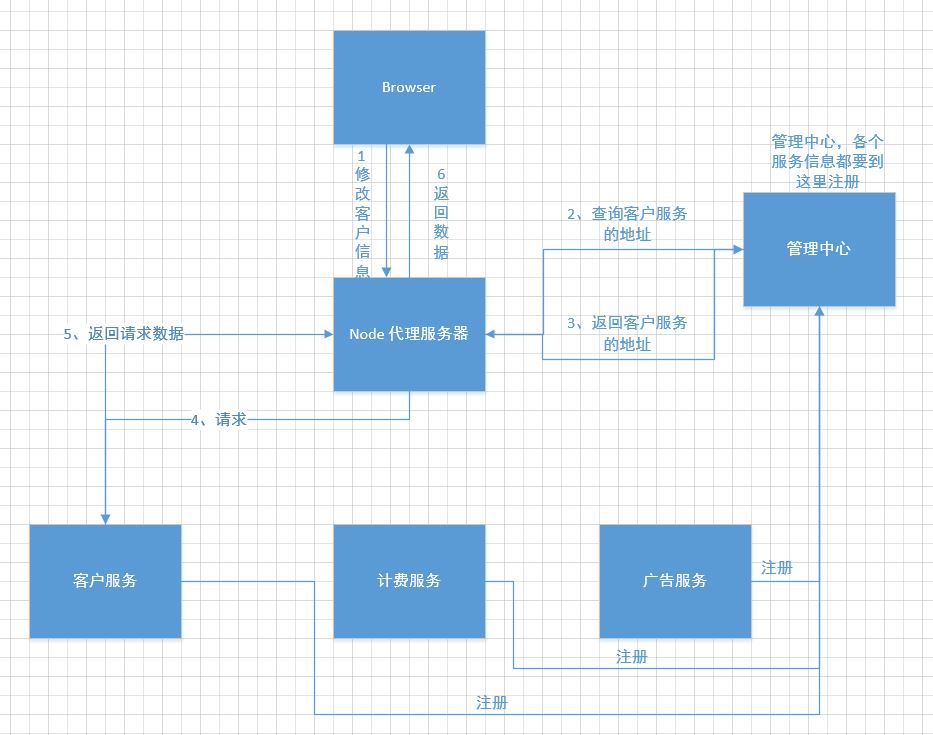 Browser
1
修
改
客
户
信
息
6
返
回
数
据
管理中心，各个
服务信息都要到
这里注册
2、查询客户服务
的地址
管理中心
3、返回客户服务
的地址
5、返回请求数据
Node 代理服务器
4、请求
客户服务
计费服务
广告服务
注册
注册
注册